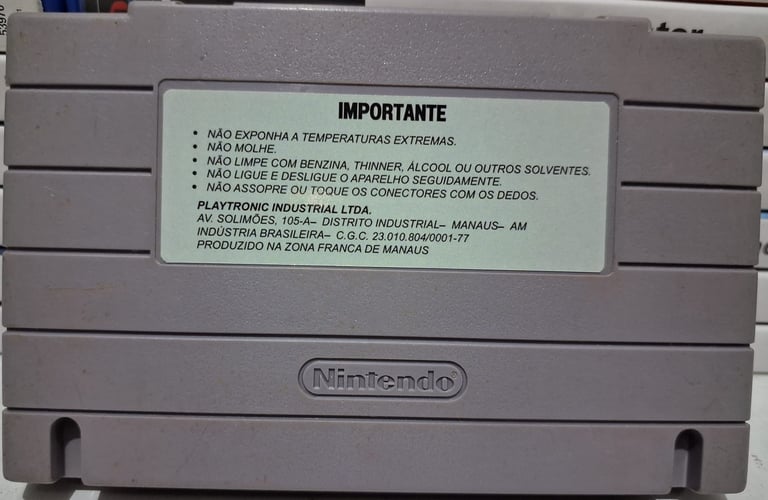 53970
ter
IMPORTANTE
• NÃO EXPONHA A TEMPERATURAS EXTREMAS.
• NÃO MOLHE.
• NÃO LIMPE COM BENZINA, THINNER, ÁLCOOL OU OUTROS SOLVENTES.
• NÃO LIGUE E DESLIGUE O APARELHO SEGUIDAMENTE.
• NÃO ASSOPRE OU TOQUE OS CONECTORES COM OS DEDOS.
PLAYTRONIC INDUSTRIAL LTDA.
AV. SOLIMÕES, 105-A– DISTRITO INDUSTRIAL– MANAUS– AM
INDÚSTRIA BRASILEIRA– C.G.C. 23.010.804/0001-77
PRODUZIDO NA ZONA FRANCA DE MANAUS
Nintendo®